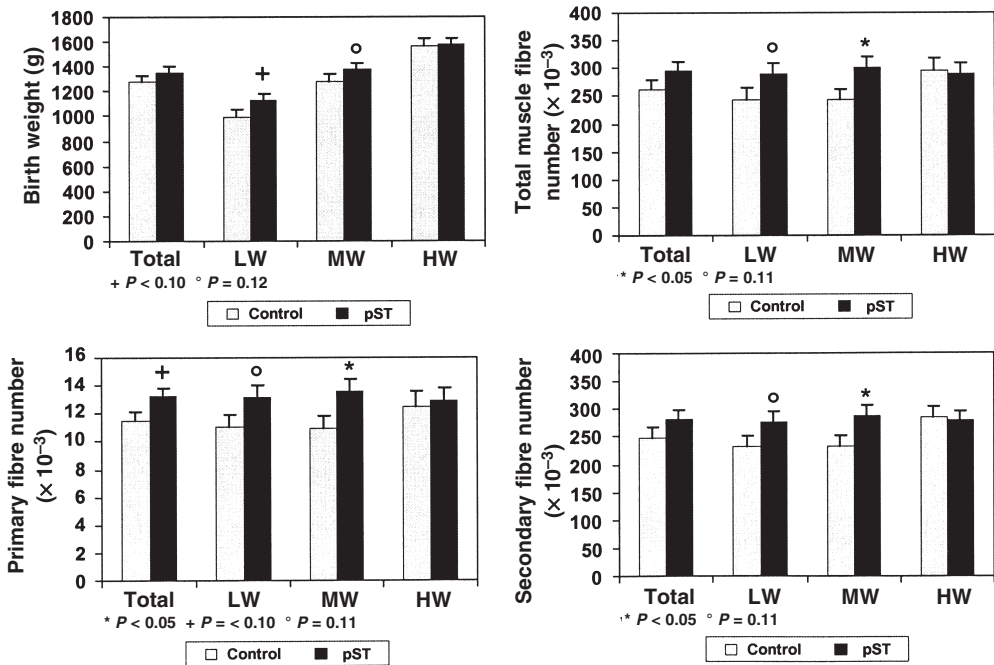 Birth weight (g)
1800
1600
1400
1200
1000
800
600
400
200
0
+
°
Total LW MW HW
+ P < 0.10 ° P = 0.12
Control pST
Total muscle fibre
number (× 10⁻³)
400
350
300
250
200
150
100
50
0
°
*
Total LW MW HW
* P < 0.05 ° P = 0.11
Control pST
Primary fibre number
(× 10⁻³)
16
14
12
10
8
6
4
2
0
+
°
*
Total LW MW HW
* P < 0.05 + P = < 0.10 ° P = 0.11
Control pST
Secondary fibre number
(× 10⁻³)
400
350
300
250
200
150
100
50
0
°
*
Total LW MW HW
* P < 0.05 ° P = 0.11
Control pST